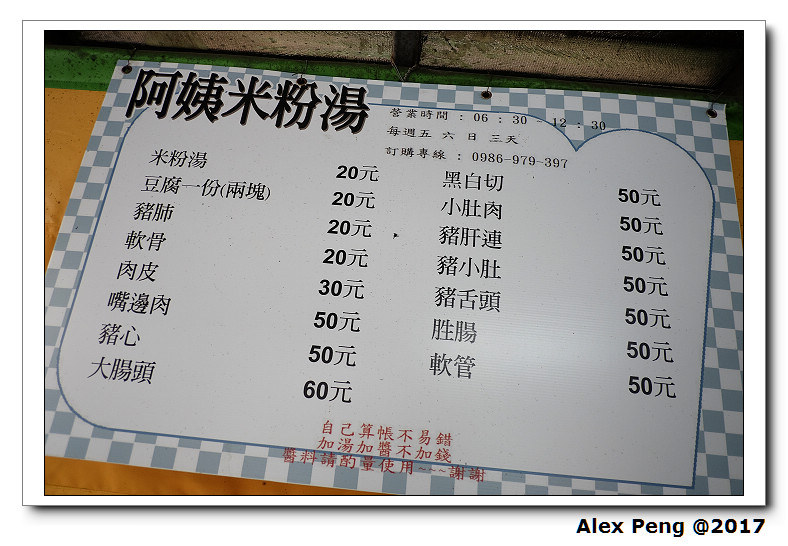 阿姨米粉湯
營業時間：06：30 - 12：30
每週五 六 日 三天
訂購專線：0986-979-397
米粉湯 20元
豆腐一份(兩塊) 20元
豬肺 20元
軟骨 20元
肉皮 30元
嘴邊肉 50元
豬心 50元
大腸頭 60元
黑白切 50元
小肚肉 50元
豬肝連 50元
豬小肚 50元
豬舌頭 50元
脏腸 50元
軟管 50元
自己算帳不易錯
加湯加醬不加錢
醬料請酌量使用~~~謝謝
Alex Peng @2017